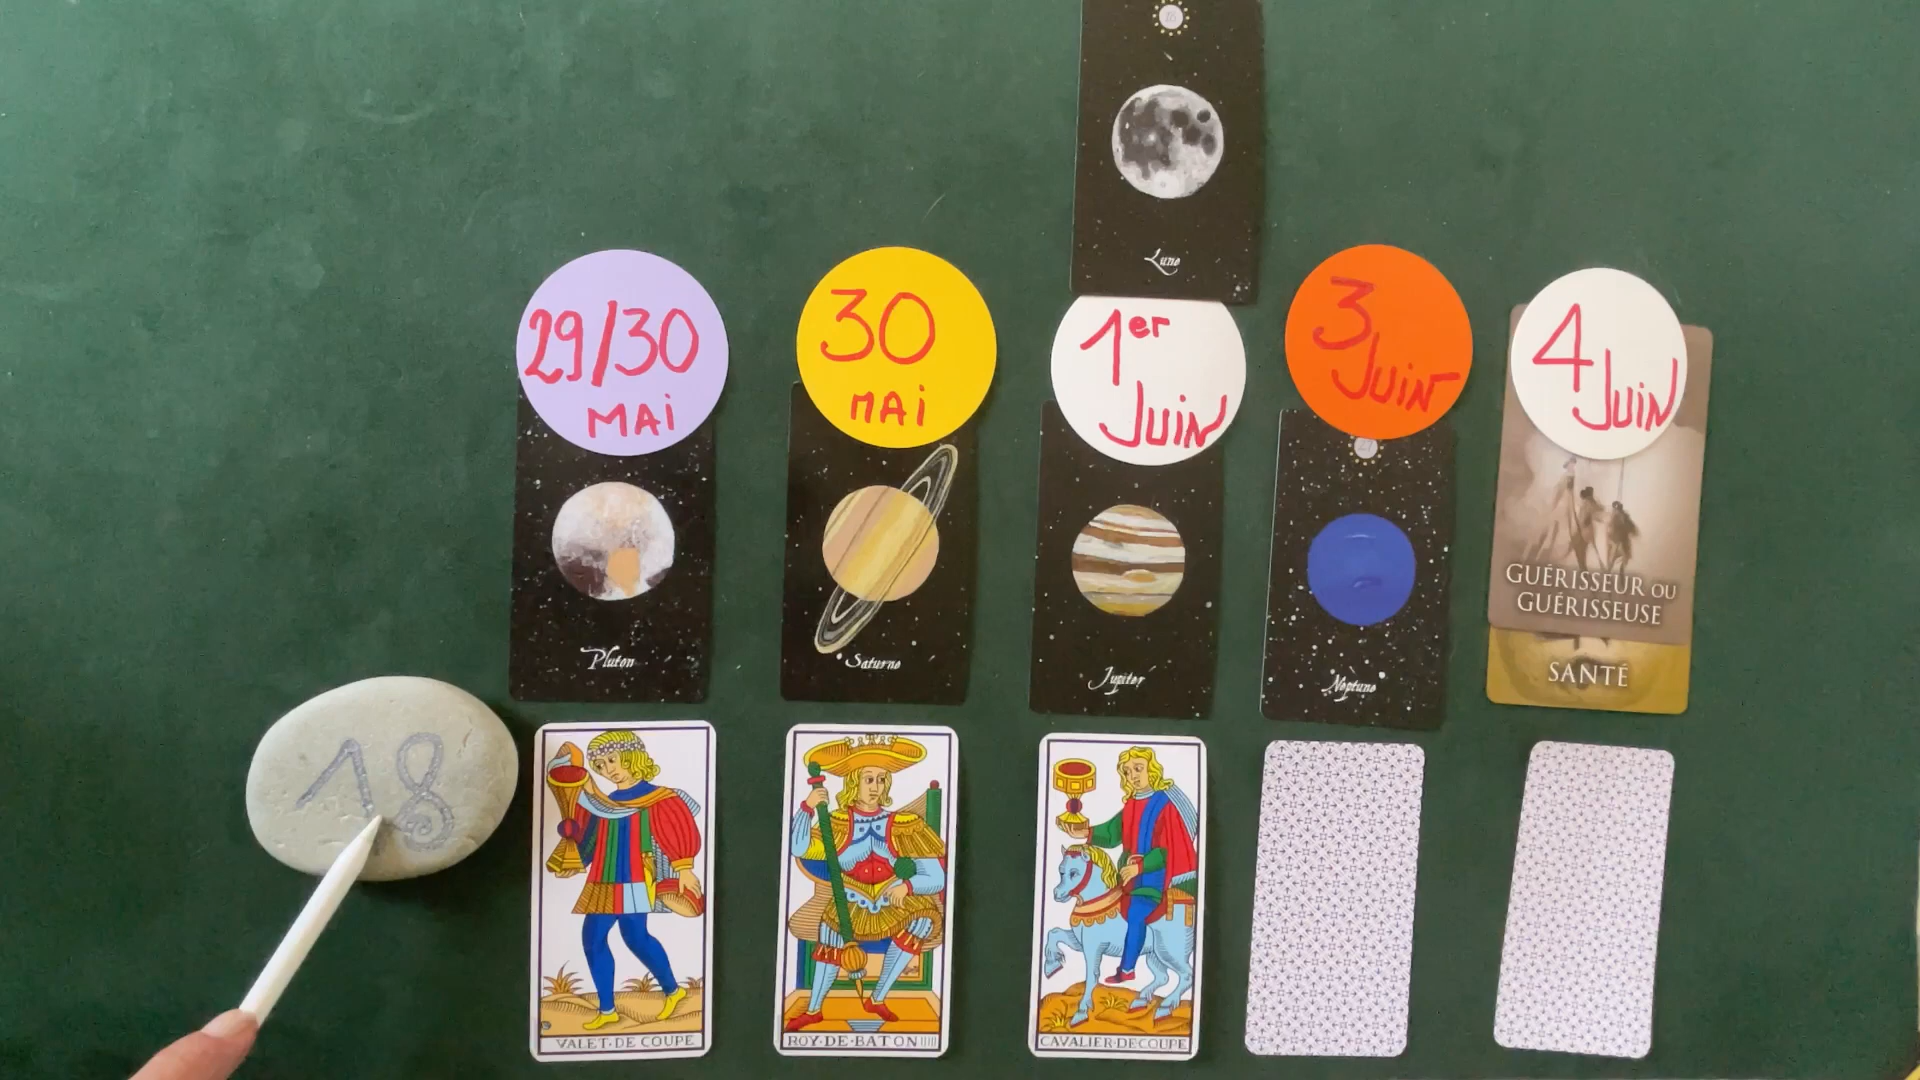 Lune
29/30
MAI
30
MAI
1er
JUIN
3
JUIN
4
JUIN
GUÉRISSEUR OU
GUÉRISSEUSE
SANTÉ
Pluton
Saturne
Jupiter
Neptune
18
VALET·DE COUPE
ROY·DE·BATON
CAVALIER·DE·COUPE